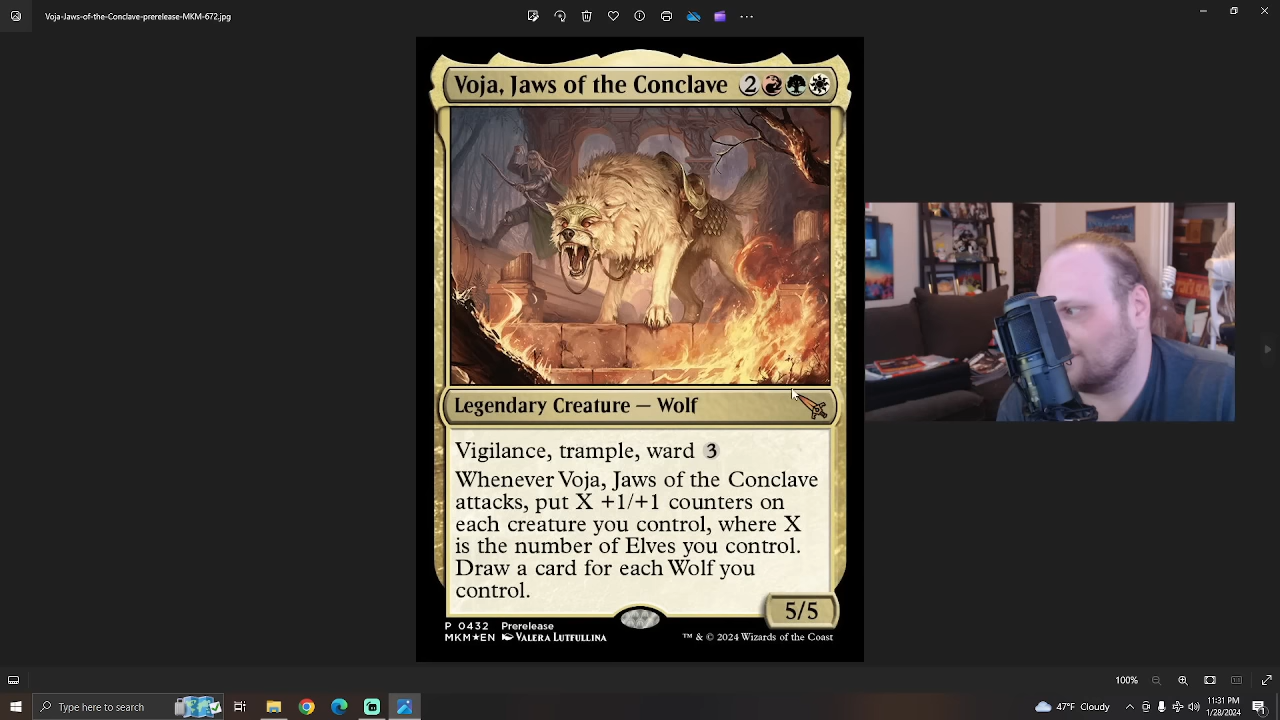 Voja-Jaws-of-the-Conclave-prerelease-MKM-672.jpg
Voja, Jaws of the Conclave 2
Legendary Creature — Wolf
Vigilance, trample, ward 3
Whenever Voja, Jaws of the Conclave
attacks, put X +1/+1 counters on
each creature you control, where X
is the number of Elves you control.
Draw a card for each Wolf you
control.
5/5
P 0432 Prerelease
MKM★EN VALERA LUTFULLINA
™ & © 2024 Wizards of the Coast
100%
Type here to search
47°F Cloudy
11:31 PM
1/28/2024